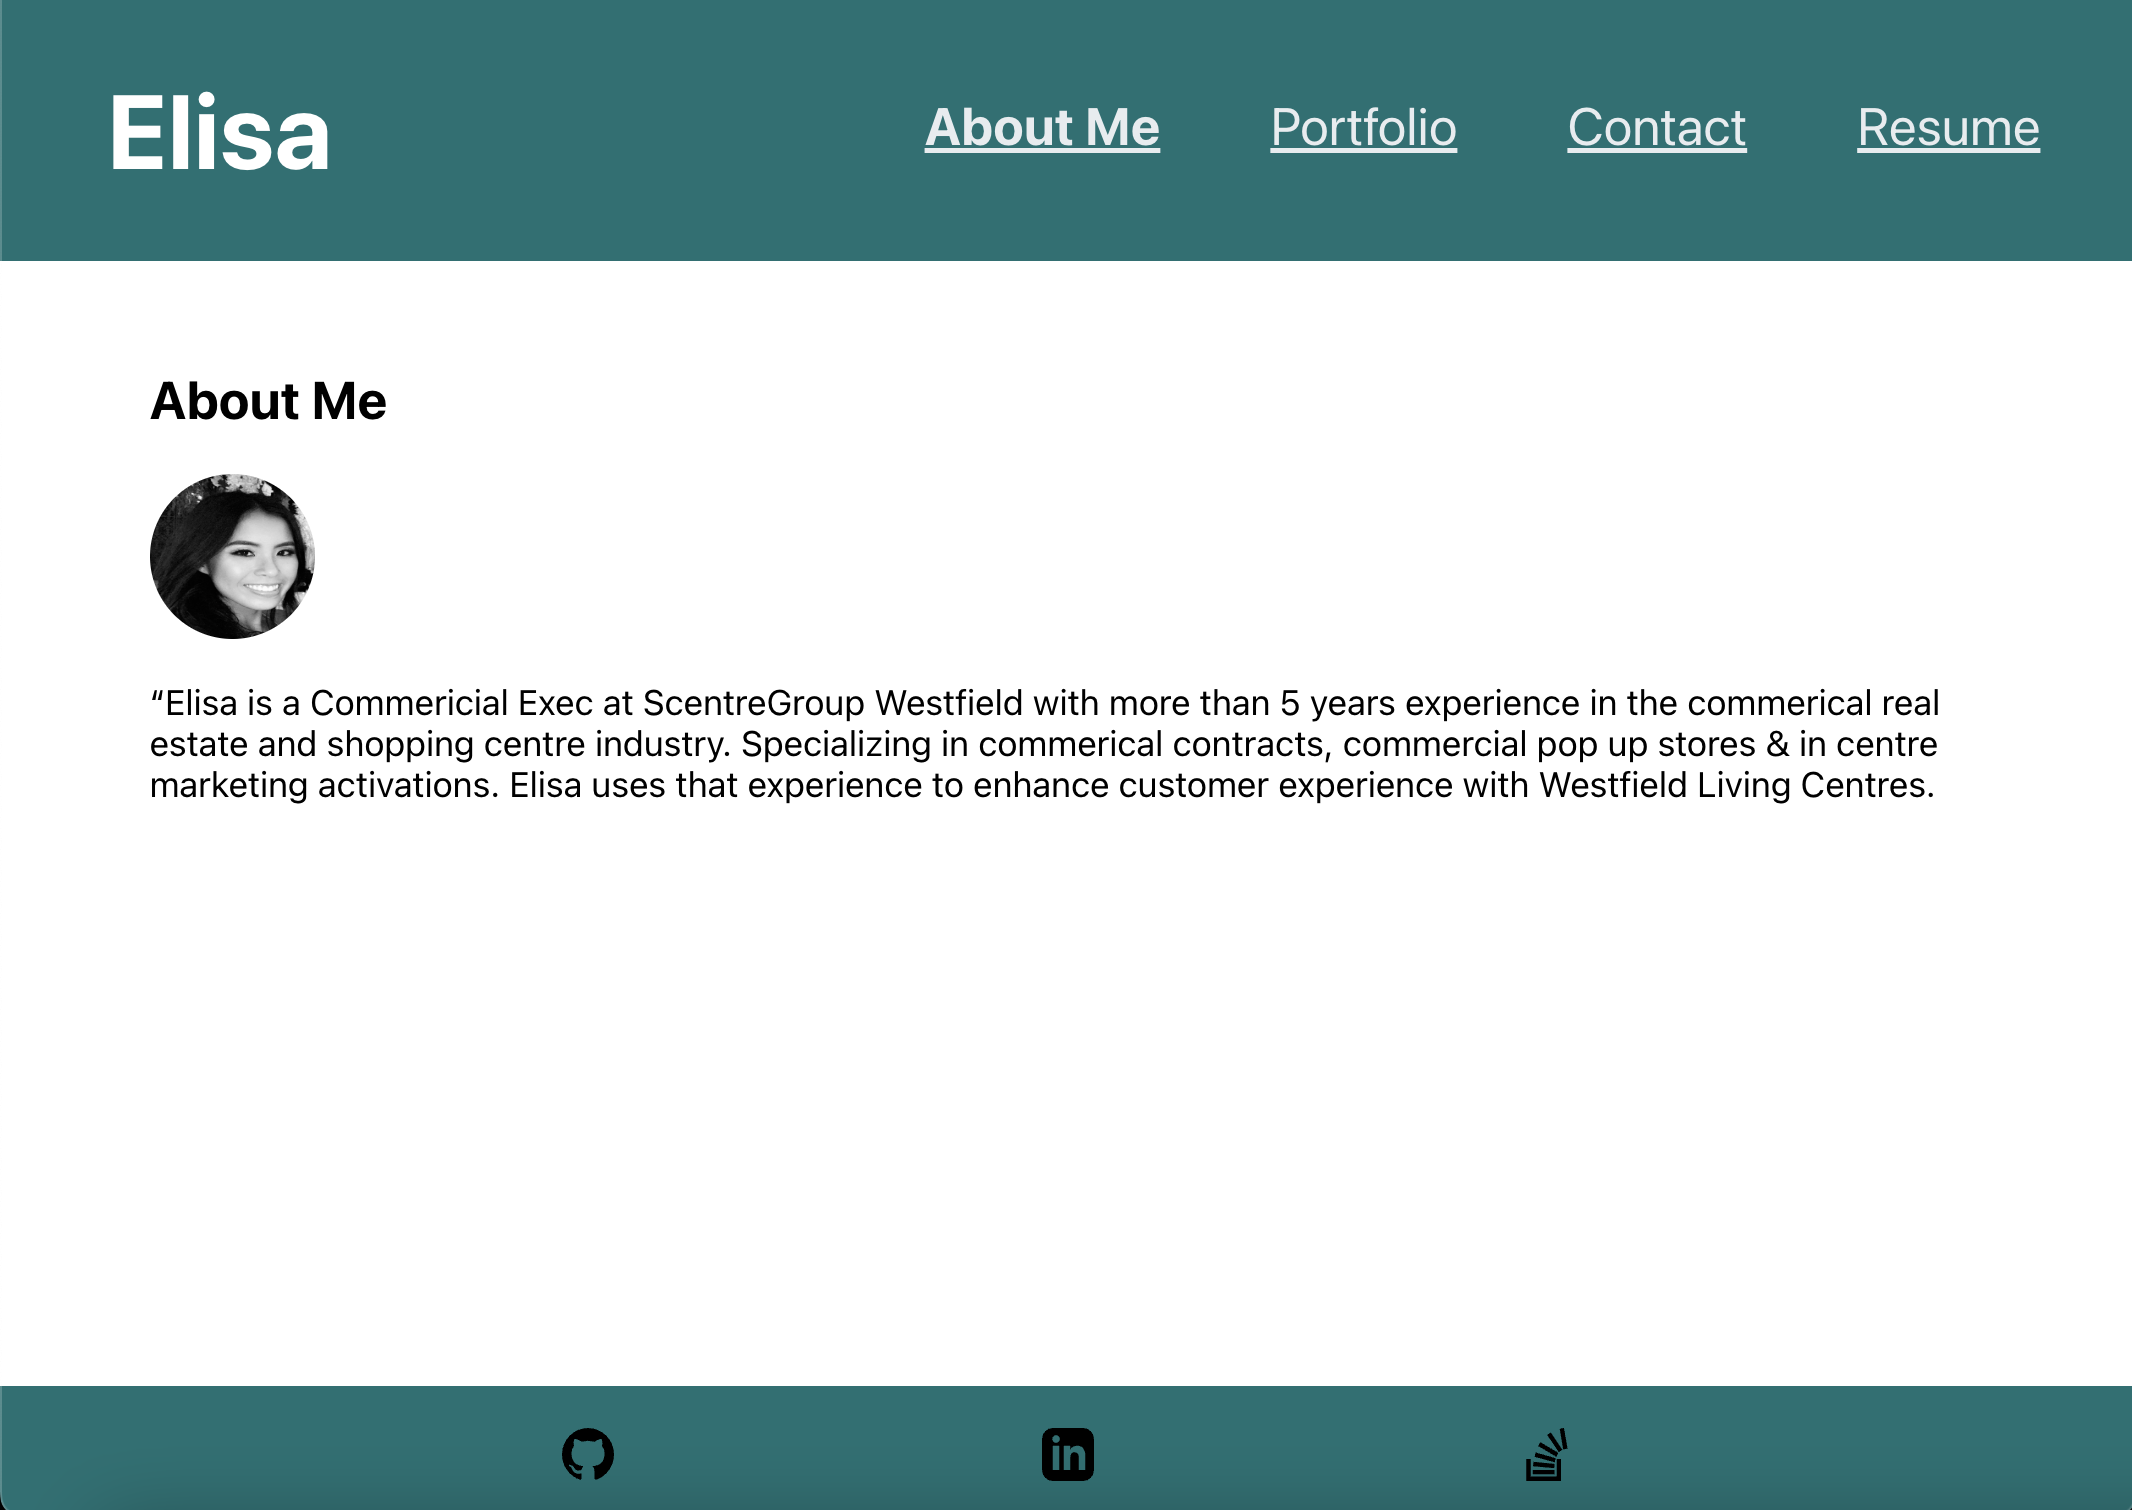 Elisa
About Me
Portfolio
Contact
Resume
About Me
“Elisa is a Commericial Exec at ScentreGroup Westfield with more than 5 years experience in the commerical real
estate and shopping centre industry. Specializing in commerical contracts, commercial pop up stores & in centre
marketing activations. Elisa uses that experience to enhance customer experience with Westfield Living Centres.
in